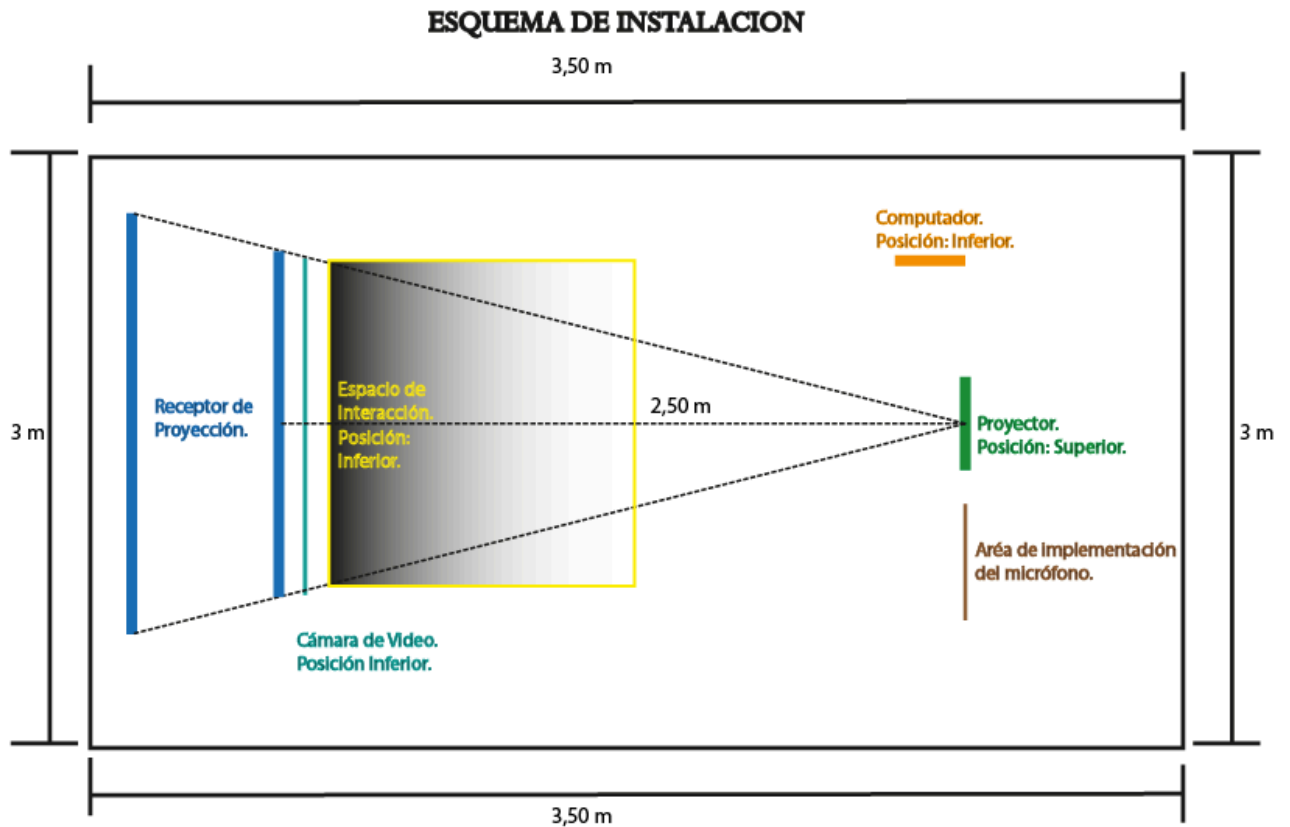 ESQUEMA DE INSTALACION
3,50 m
Computador.
Posición: Inferior.
Espacio de
Interacción.
Posición:
Inferior.
Receptor de
Proyección.
2,50 m
3 m
3 m
Proyector.
Posición: Superior.
Aréa de implementación
del micrófono.
Cámara de Video.
Posición Inferior.
3,50 m